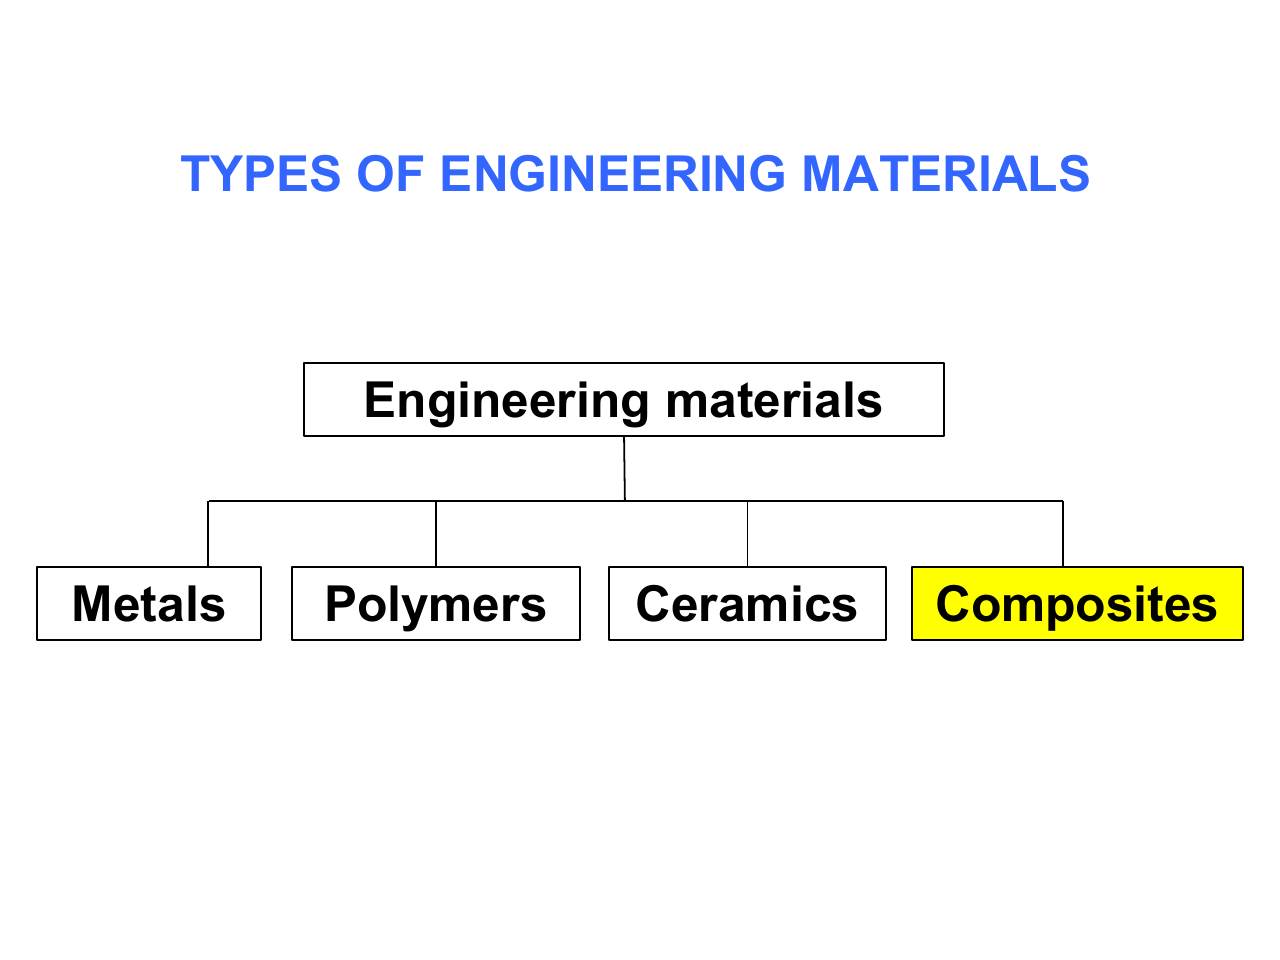 TYPES OF ENGINEERING MATERIALS
Engineering materials
Metals
Polymers
Ceramics
Composites